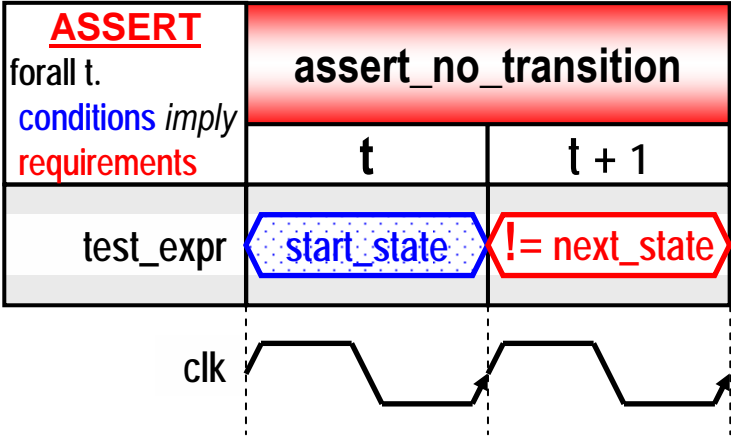 ASSERT
forall t.
conditions imply
requirements
assert_no_transition
t
t + 1
test_expr
start_state
!= next_state
clk